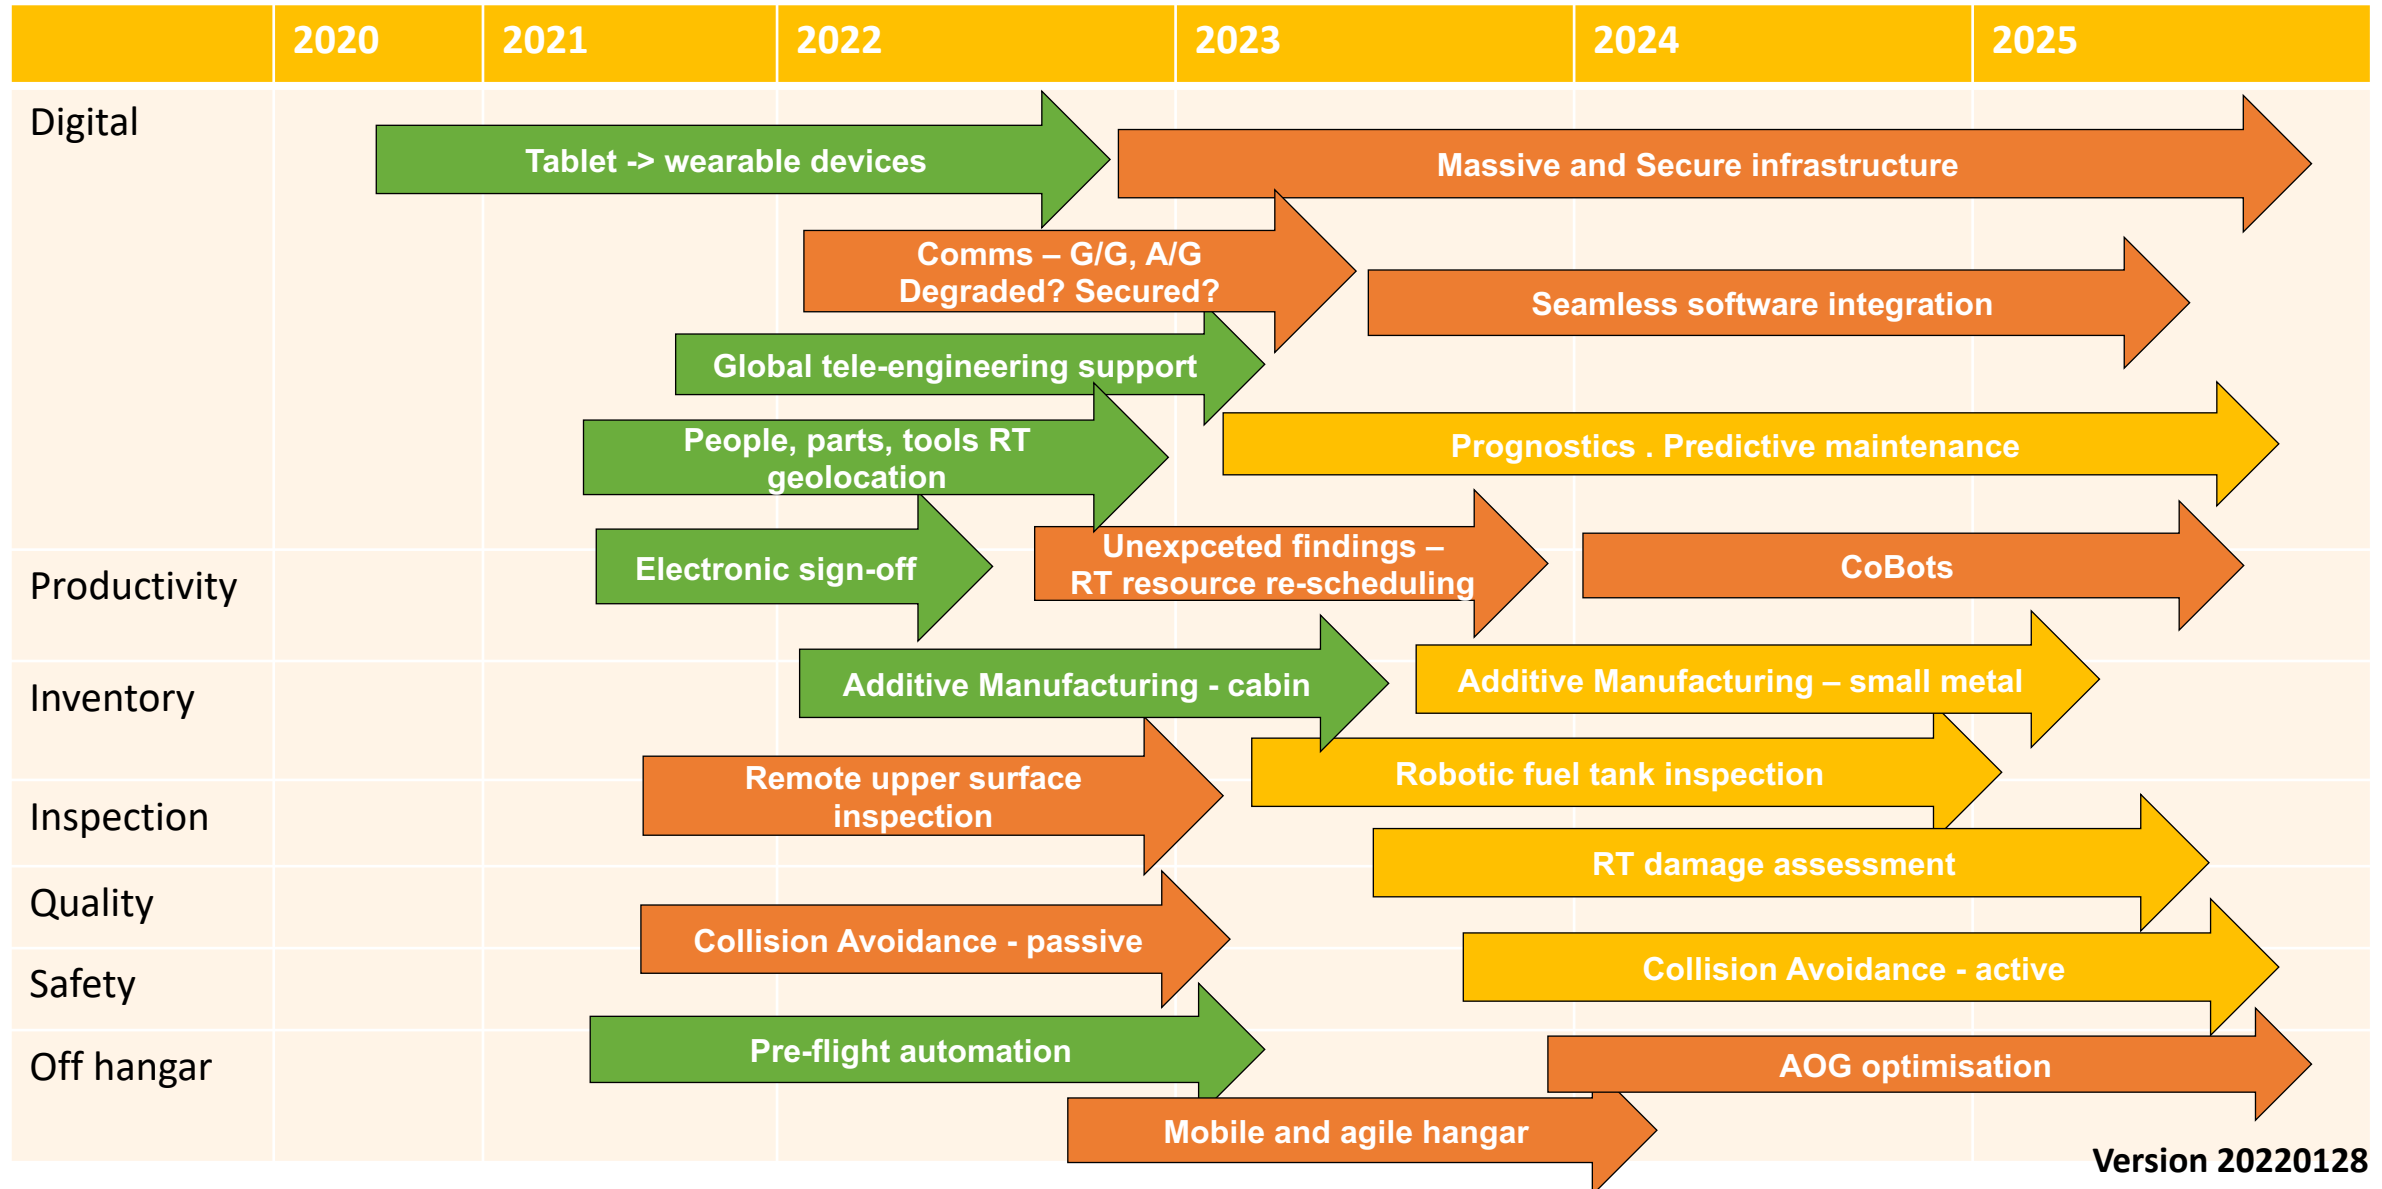 2020 2021 2022 2023 2024 2025
Digital
Tablet -> wearable devices
Massive and Secure infrastructure
Comms – G/G, A/G
Degraded? Secured?
Seamless software integration
Global tele-engineering support
People, parts, tools RT
geolocation
Prognostics . Predictive maintenance
Productivity
Electronic sign-off
Unexpceted findings –
RT resource re-scheduling
CoBots
Inventory
Additive Manufacturing - cabin
Additive Manufacturing – small metal
Inspection
Remote upper surface
inspection
Robotic fuel tank inspection
RT damage assessment
Quality
Collision Avoidance - passive
Safety
Collision Avoidance - active
Off hangar
Pre-flight automation
AOG optimisation
Mobile and agile hangar
Version 20220128